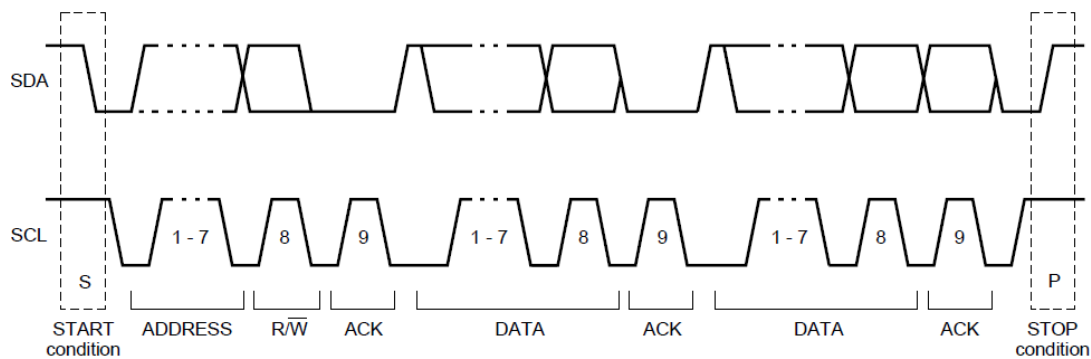 SDA
SCL
1 - 7 8 9 1 - 7 8 9 1 - 7 8 9
S P
START condition ADDRESS R/W̅ ACK DATA ACK DATA ACK STOP condition